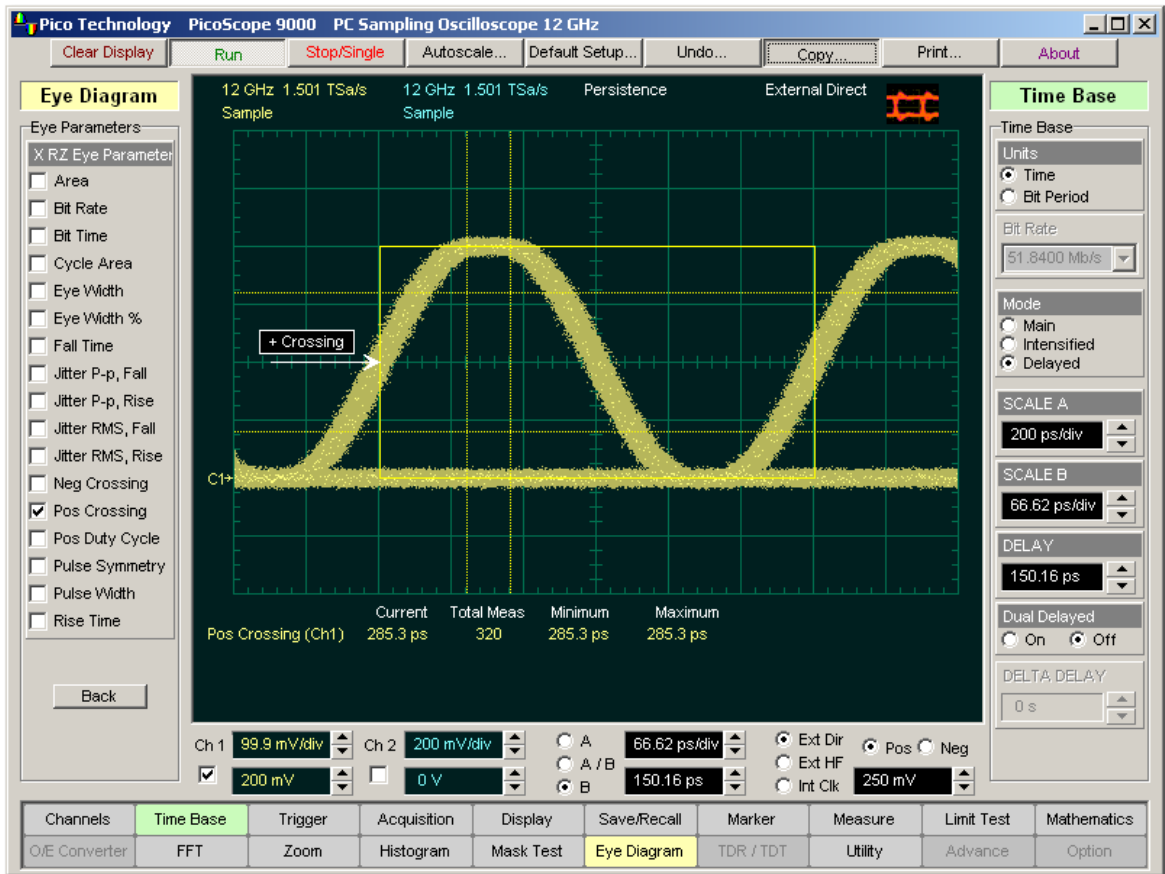 Pico Technology PicoScope 9000 PC Sampling Oscilloscope 12 GHz
Clear Display Run Stop/Single Autoscale... Default Setup... Undo... Copy... Print... About
Eye Diagram
Eye Parameters
X RZ Eye Parameter
Area
Bit Rate
Bit Time
Cycle Area
Eye Width
Eye Width %
Fall Time
Jitter P-p, Fall
Jitter P-p, Rise
Jitter RMS, Fall
Jitter RMS, Rise
Neg Crossing
Pos Crossing
Pos Duty Cycle
Pulse Symmetry
Pulse Width
Rise Time
Back
12 GHz 1.501 TSa/s 12 GHz 1.501 TSa/s Persistence External Direct
Sample Sample
+ Crossing
C1
Current Total Meas Minimum Maximum
Pos Crossing (Ch1) 285.3 ps 320 285.3 ps 285.3 ps
Time Base
Time Base
Units
Time
Bit Period
Bit Rate
51.8400 Mb/s
Mode
Main
Intensified
Delayed
SCALE A
200 ps/div
SCALE B
66.62 ps/div
DELAY
150.16 ps
Dual Delayed
On Off
DELTA DELAY
0 s
Ch 1 99.9 mV/div Ch 2 200 mV/div A 66.62 ps/div Ext Dir Pos Neg
A / B Ext HF
200 mV 0 V B 150.16 ps Int Clk 250 mV
Channels Time Base Trigger Acquisition Display Save/Recall Marker Measure Limit Test Mathematics
O/E Converter FFT Zoom Histogram Mask Test Eye Diagram TDR / TDT Utility Advance Option